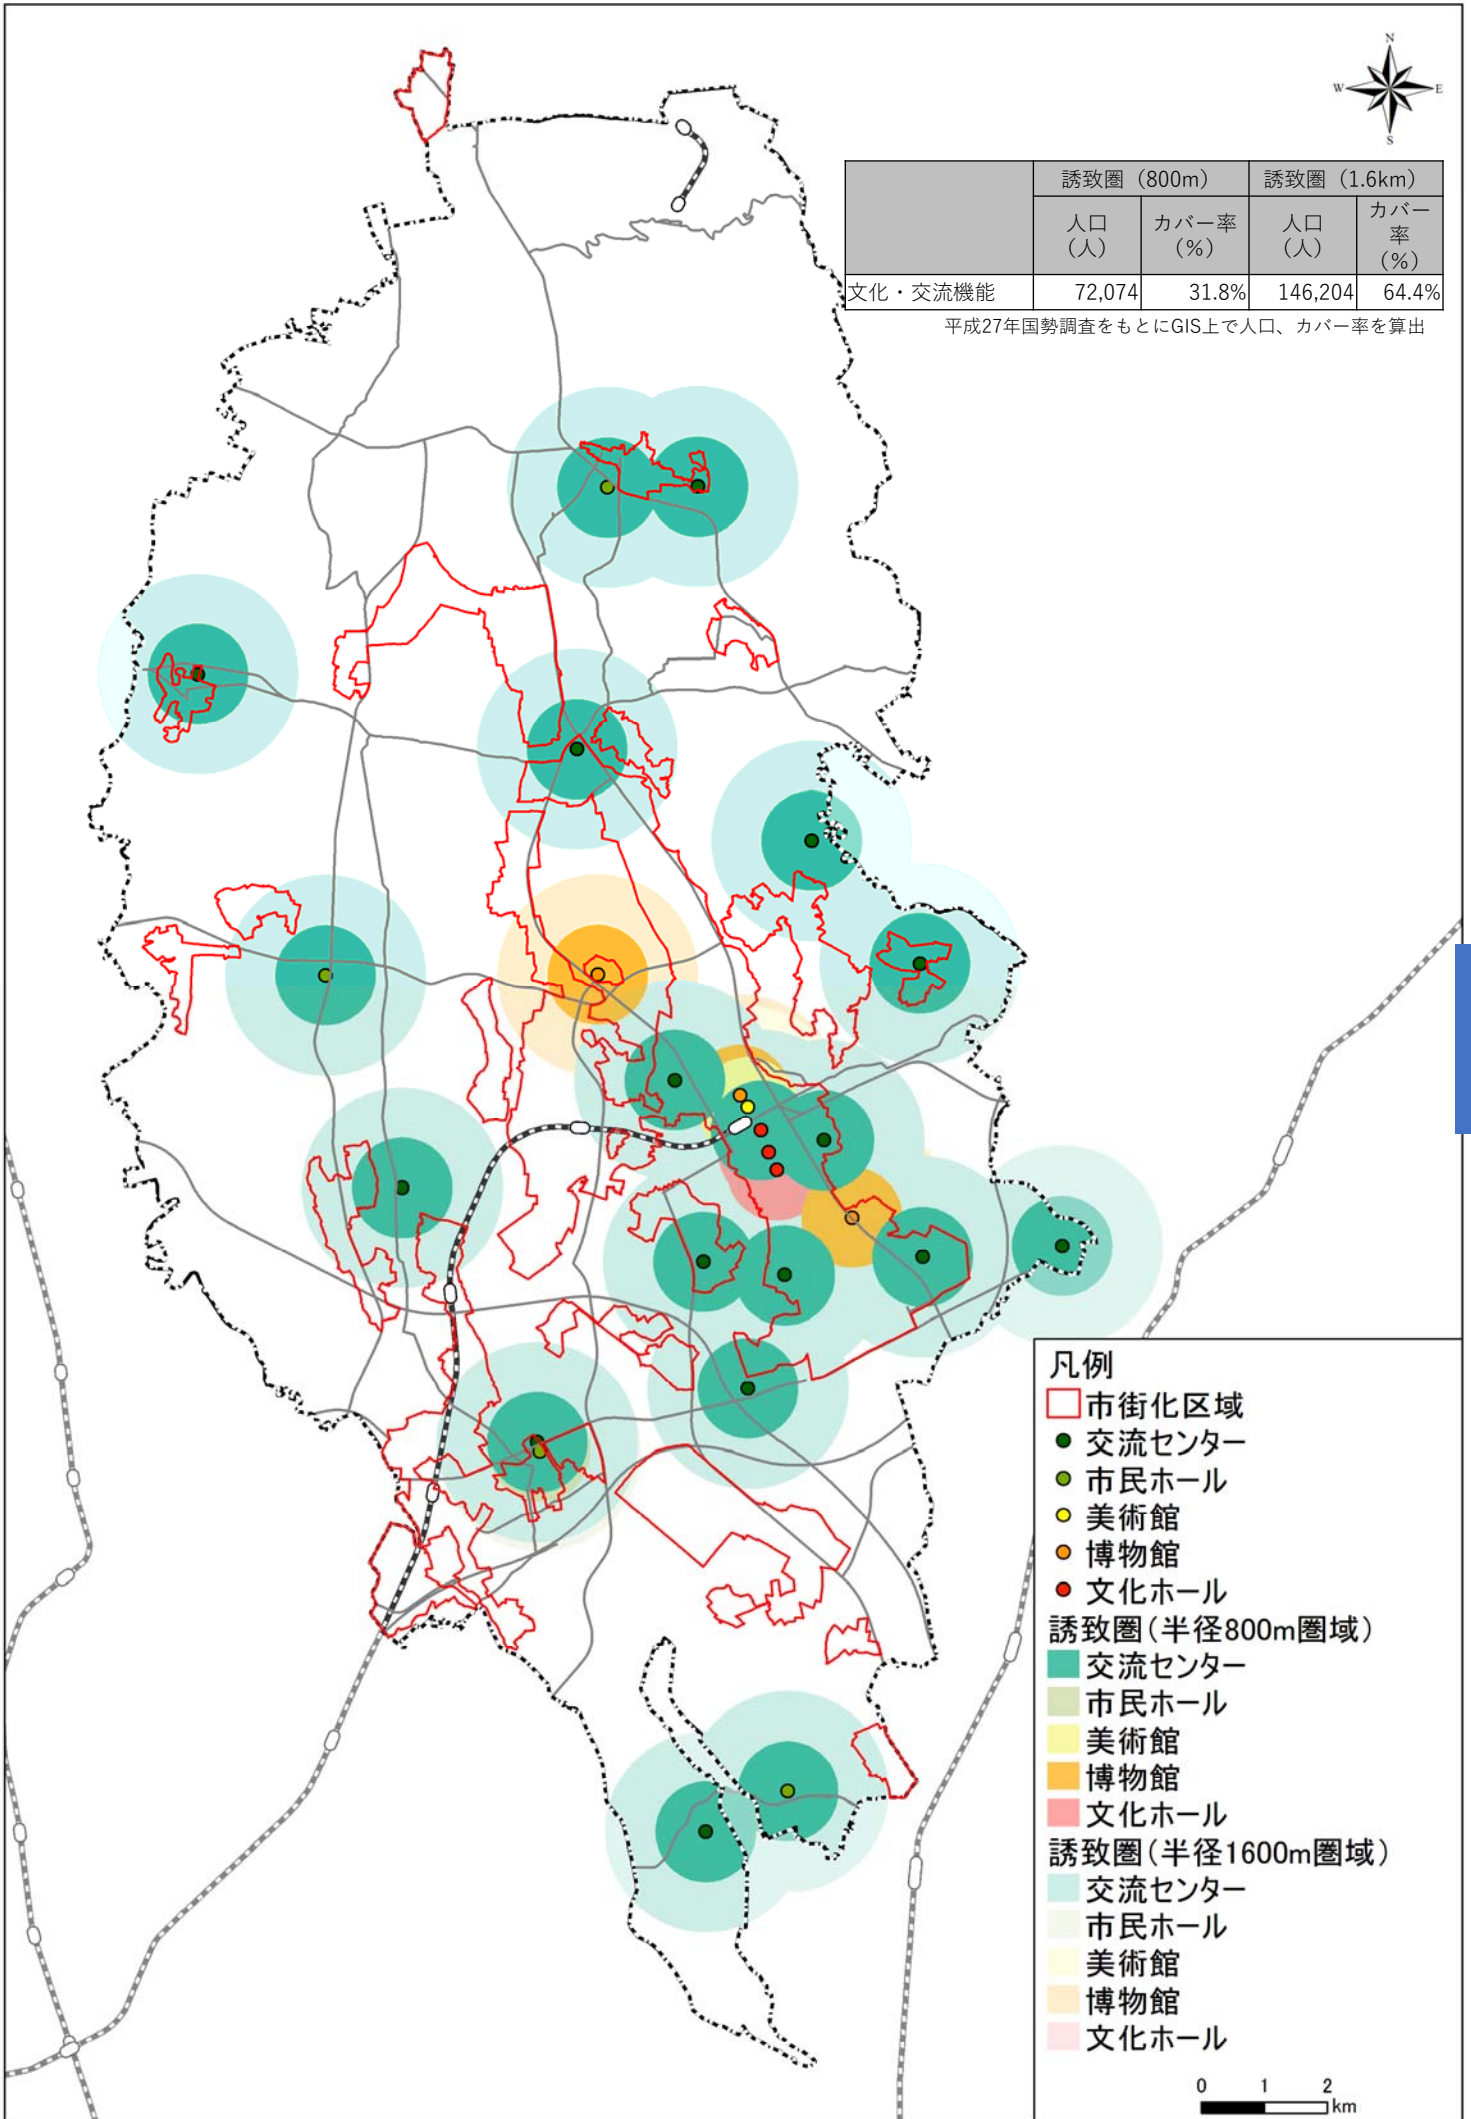 N
W E
S
誘致圏（800m） 誘致圏（1.6km）
人口（人） カバー率（%） 人口（人） カバー率（%）
文化・交流機能 72,074 31.8% 146,204 64.4%
平成27年国勢調査をもとにGIS上で人口、カバー率を算出
凡例
市街化区域
交流センター
市民ホール
美術館
博物館
文化ホール
誘致圏(半径800m圏域)
交流センター
市民ホール
美術館
博物館
文化ホール
誘致圏(半径1600m圏域)
交流センター
市民ホール
美術館
博物館
文化ホール
0 1 2
km